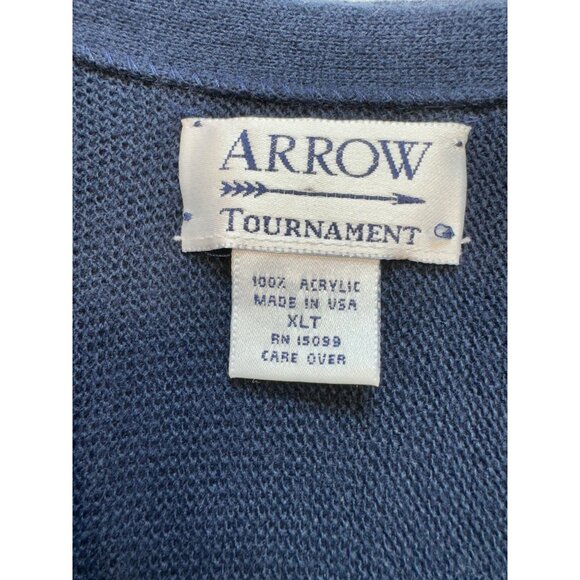 ARROW
TOURNAMENT
100% ACRYLIC
MADE IN USA
XLT
RN 15099
CARE OVER